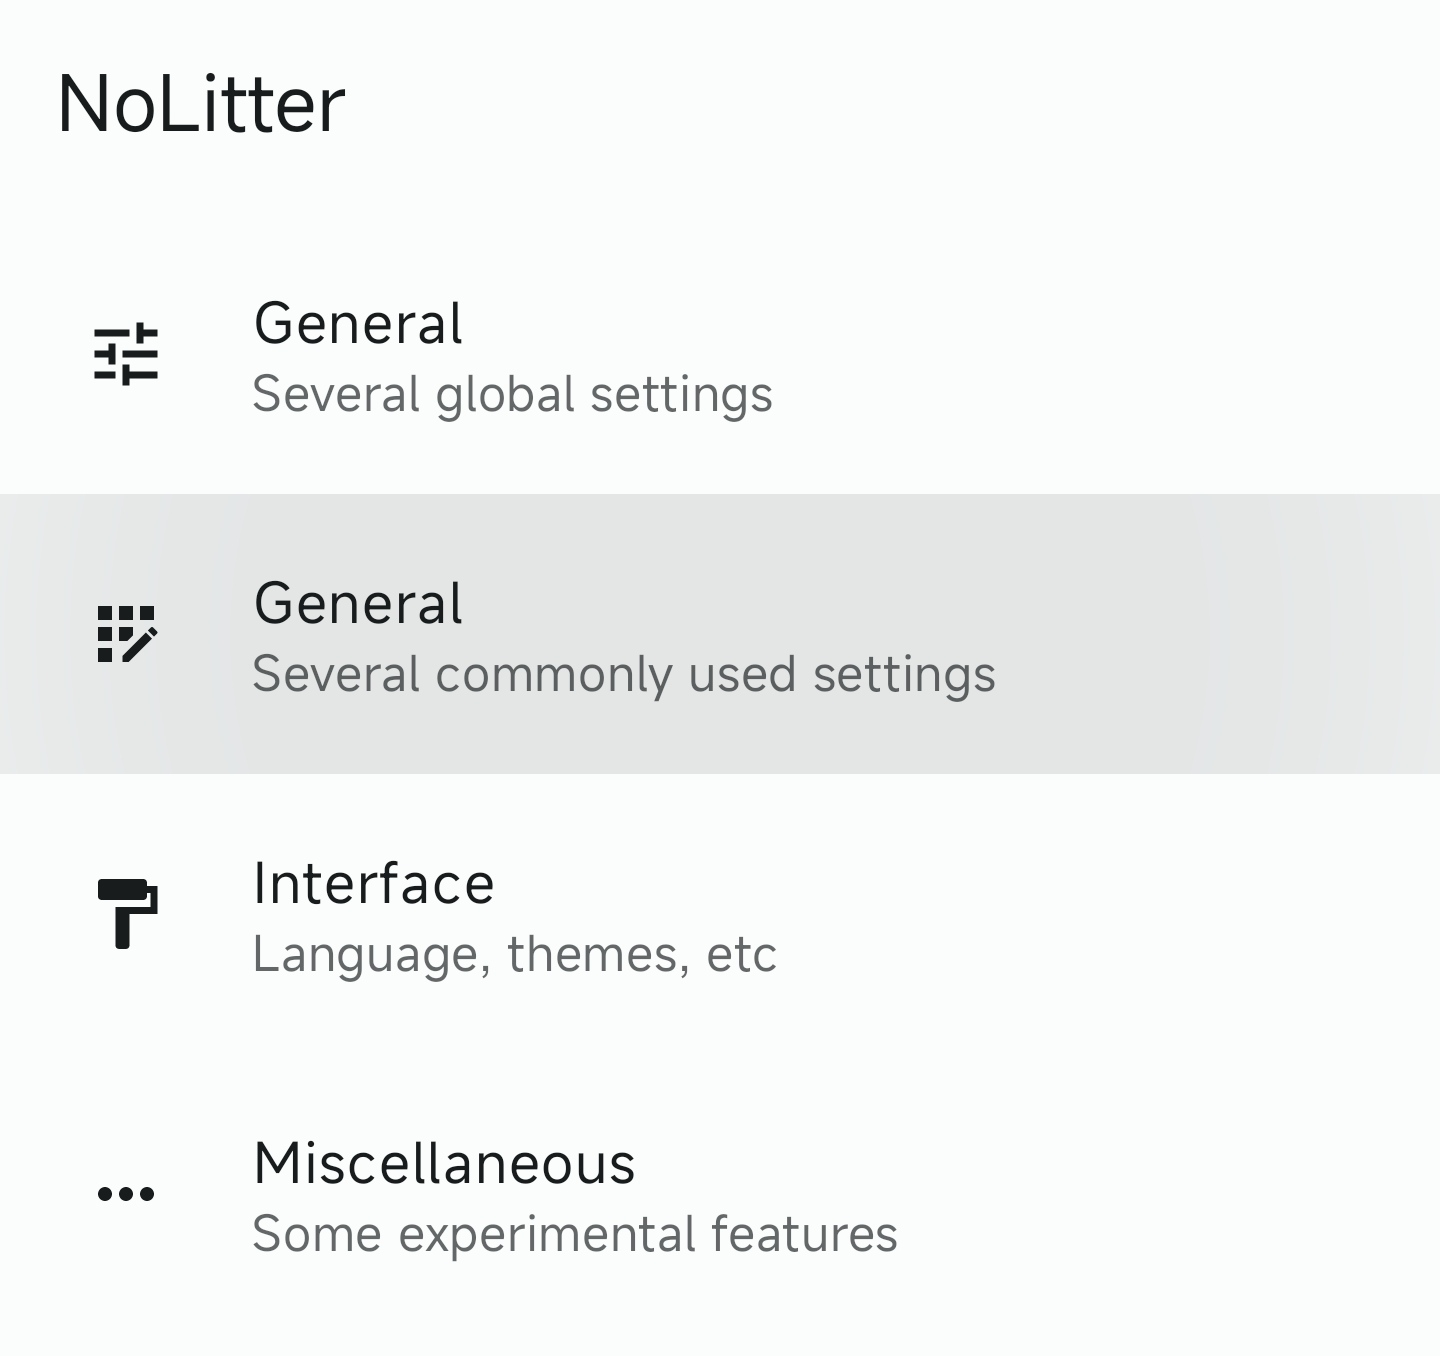 NoLitter
General
Several global settings
General
Several commonly used settings
Interface
Language, themes, etc
Miscellaneous
Some experimental features